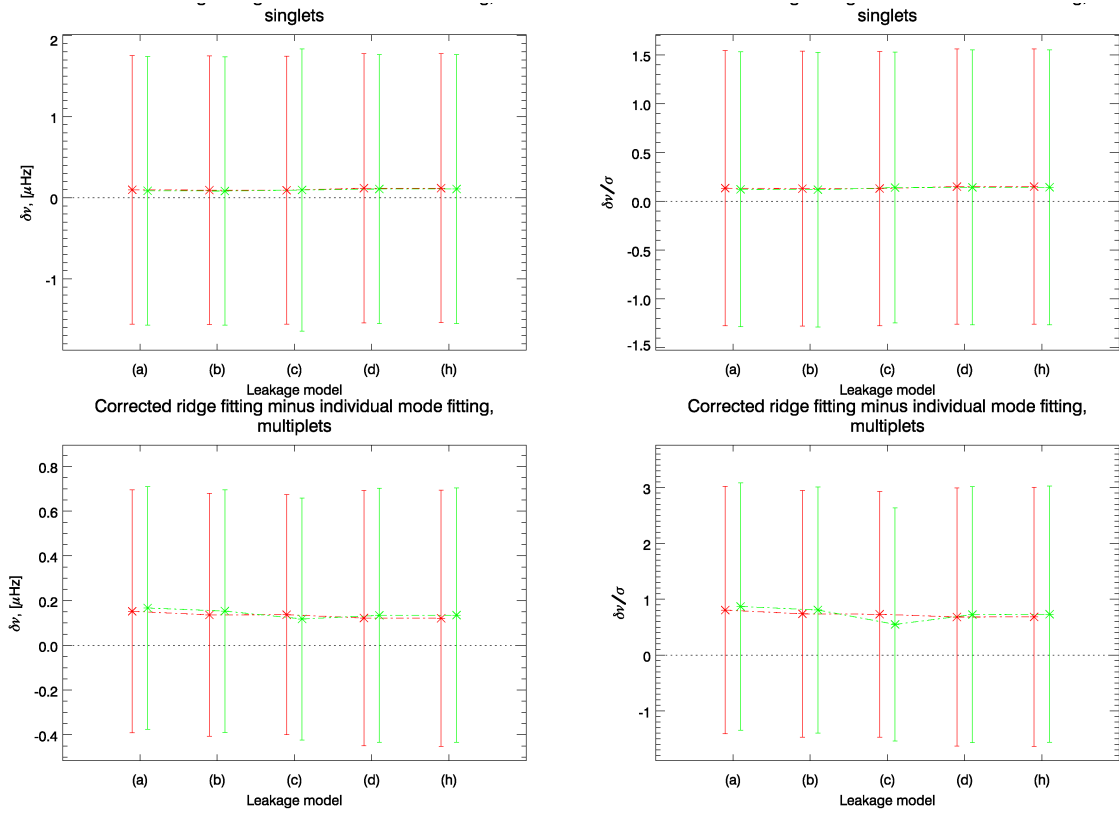 singlets
singlets
2
1
0
-1
δν, [μHz]
(a) (b) (c) (d) (h)
Leakage model
1.5
1.0
0.5
0.0
-0.5
-1.0
-1.5
δν/σ
(a) (b) (c) (d) (h)
Leakage model
Corrected ridge fitting minus individual mode fitting,
multiplets
0.8
0.6
0.4
0.2
0.0
-0.2
-0.4
δν, [μHz]
(a) (b) (c) (d) (h)
Leakage model
Corrected ridge fitting minus individual mode fitting,
multiplets
3
2
1
0
-1
δν/σ
(a) (b) (c) (d) (h)
Leakage model